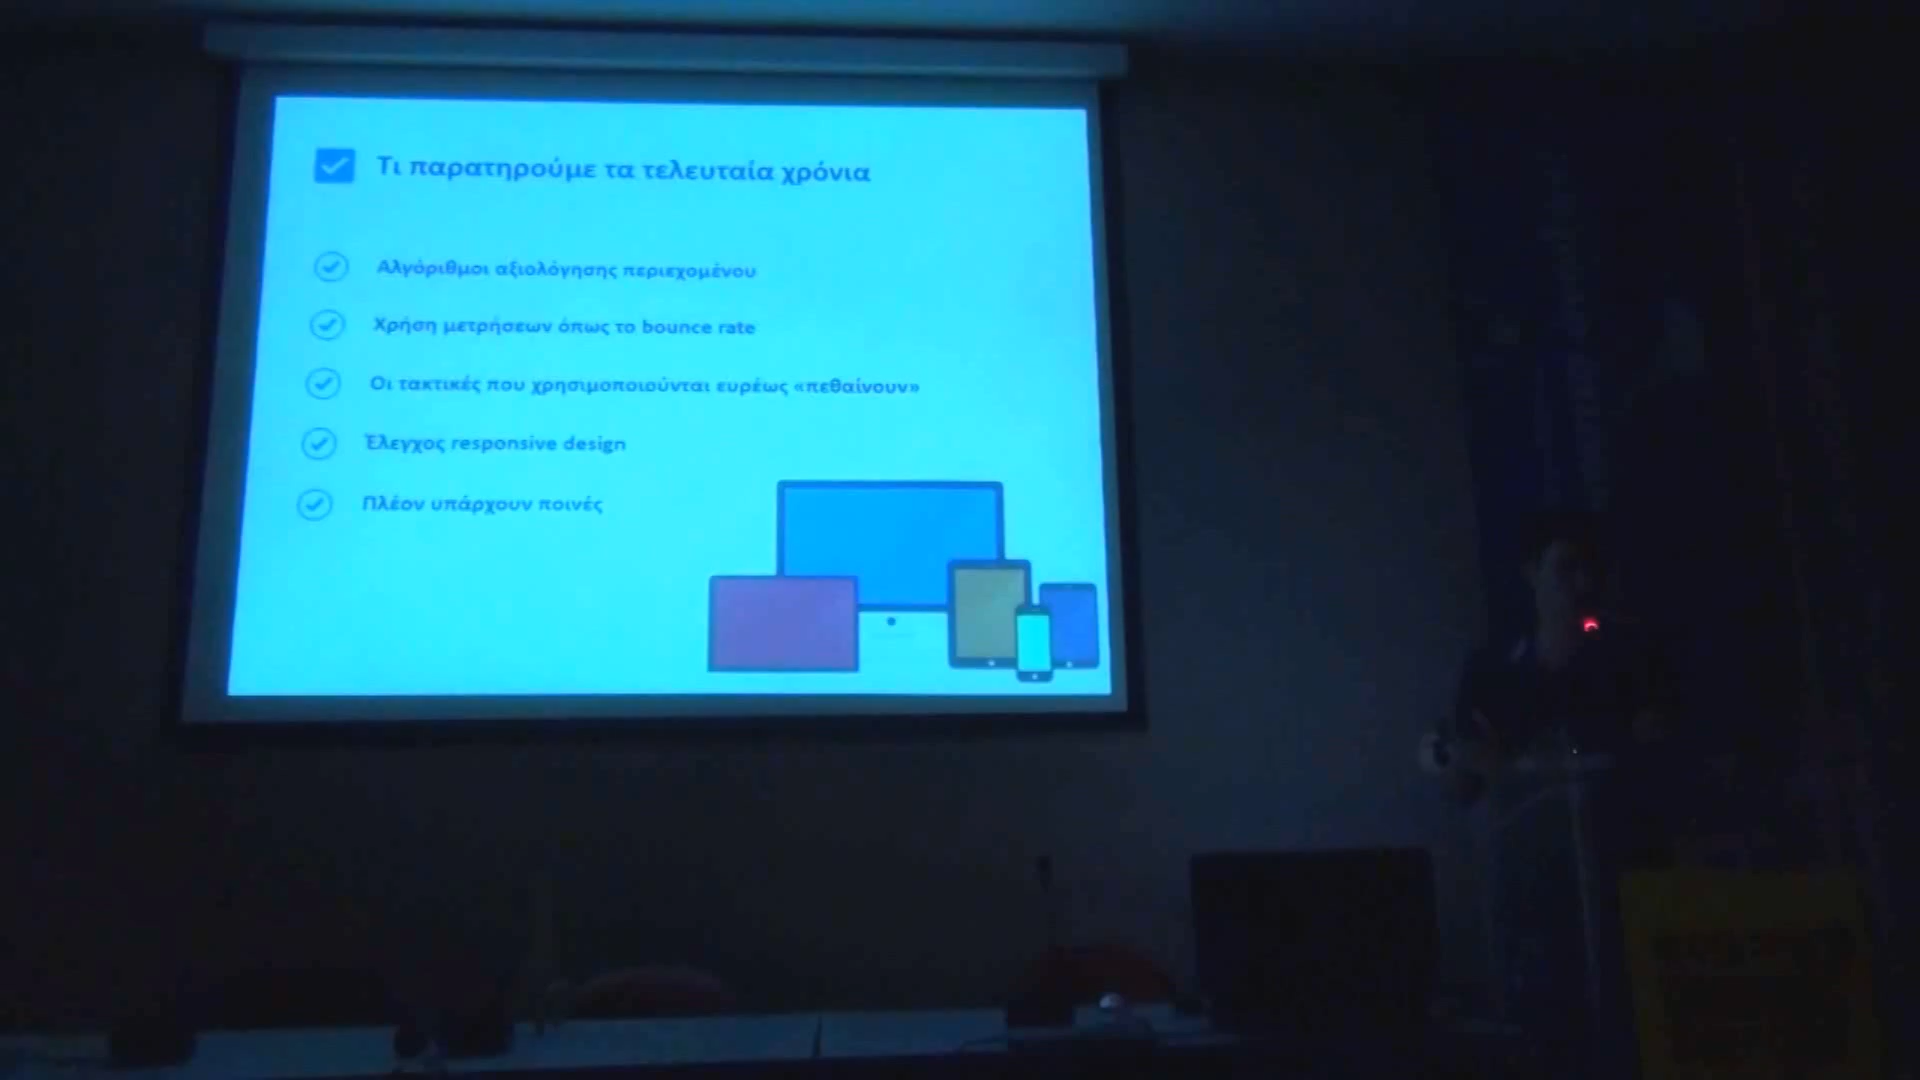 Τι παρατηρούμε τα τελευταία χρόνια
Αλγόριθμοι αξιολόγησης περιεχομένου
Χρήση μετρήσεων όπως το bounce rate
Οι τακτικές που χρησιμοποιούνται ευρέως «πεθαίνουν»
Έλεγχος responsive design
Πλέον υπάρχουν ποινές